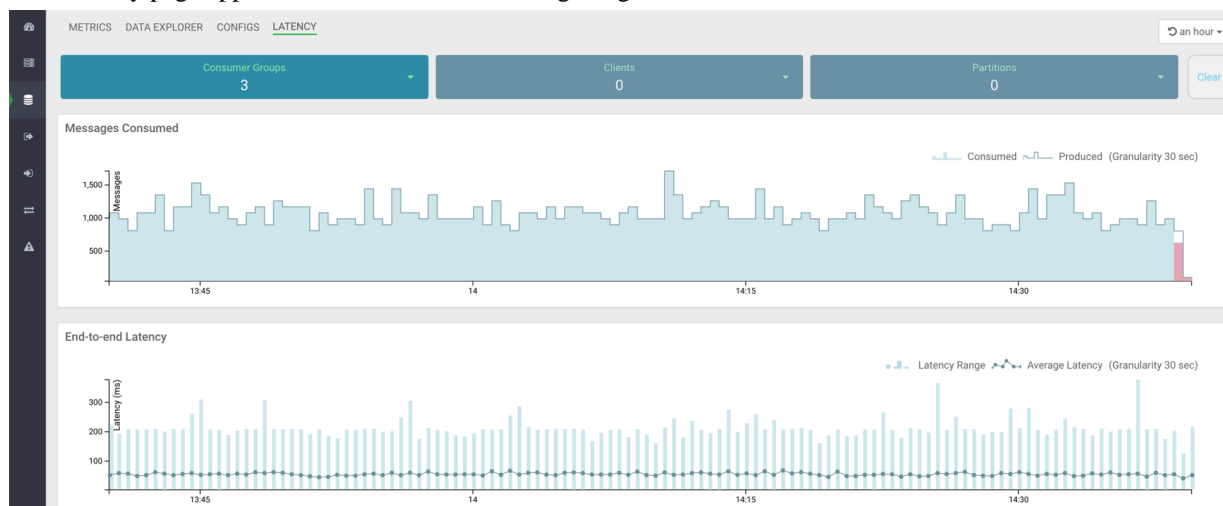 METRICS DATA EXPLORER CONFIGS LATENCY
an hour
Consumer Groups
3
Clients
0
Partitions
0
Clear
Messages Consumed
Consumed Produced (Granularity 30 sec)
Messages
1,500
1,000
500
13:45 14 14:15 14:30
End-to-end Latency
Latency Range Average Latency (Granularity 30 sec)
Latency (ms)
300
200
100
13:45 14 14:15 14:30